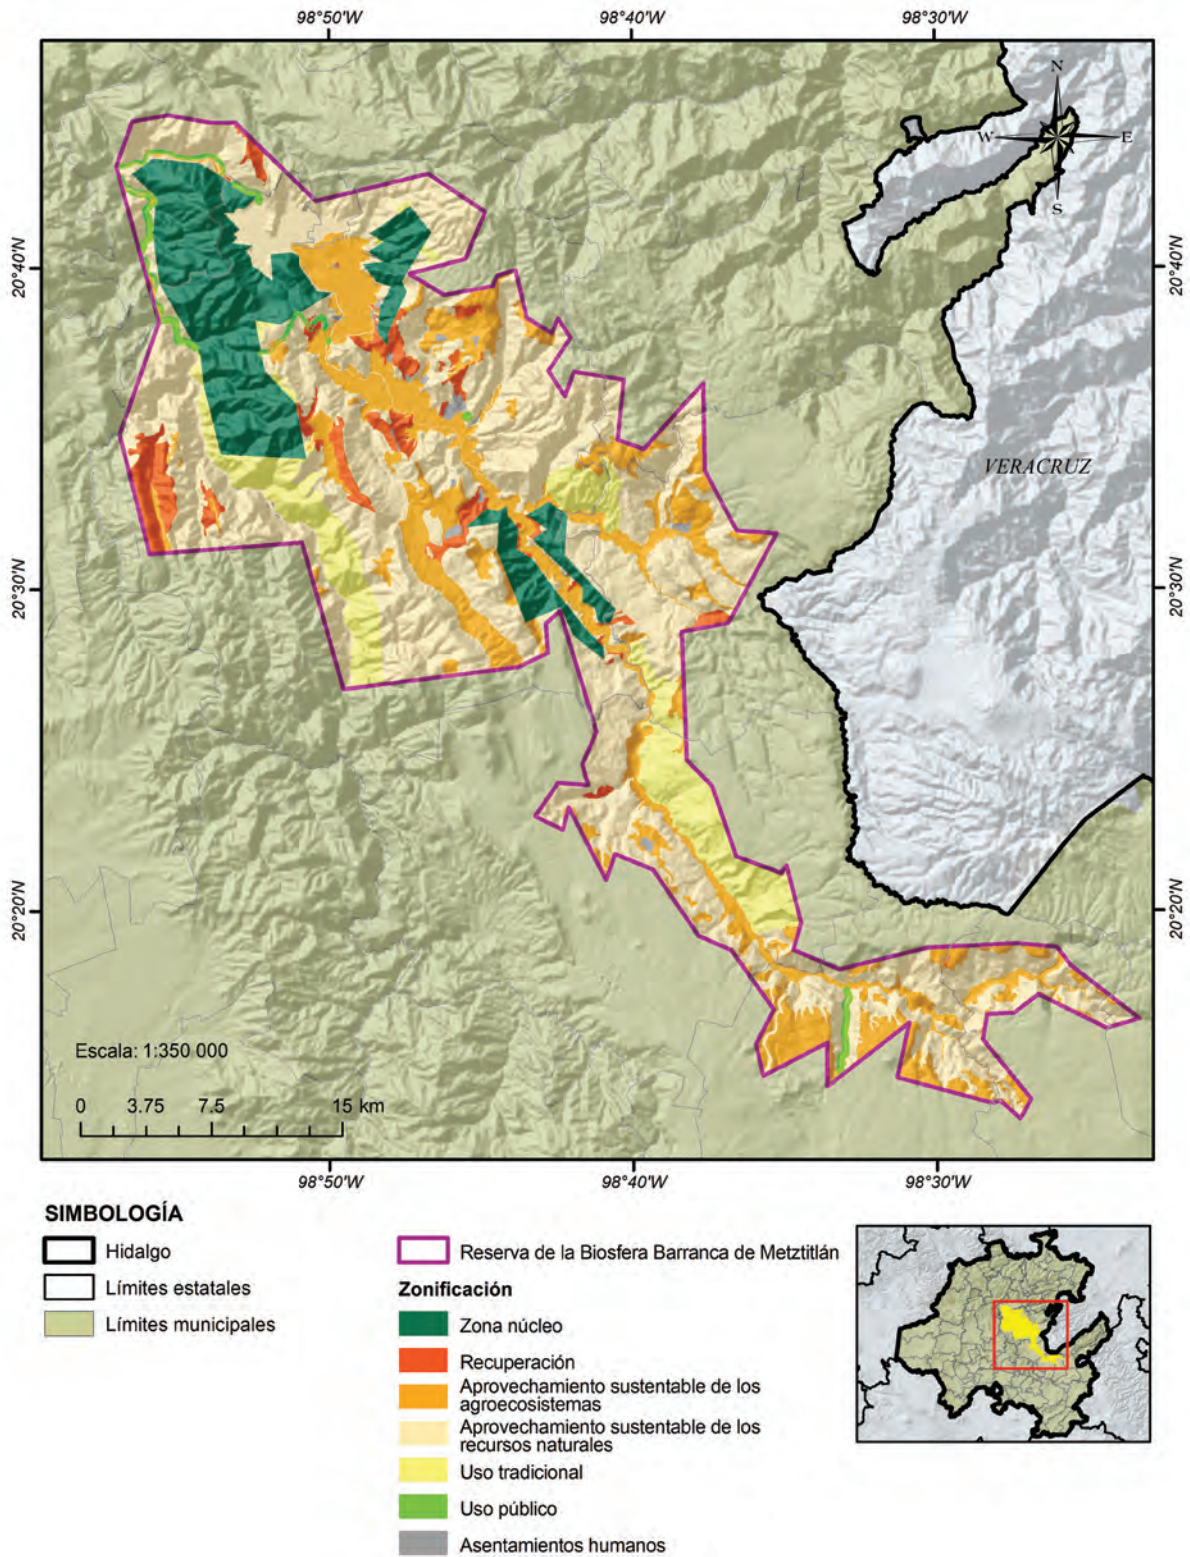 98°50'W 98°40'W 98°30'W
N
W E
S
20°40'N 20°40'N
VERACRUZ
20°30'N 20°30'N
20°20'N 20°20'N
Escala: 1:350 000
0 3.75 7.5 15 km
98°50'W 98°40'W 98°30'W
SIMBOLOGÍA
Hidalgo
Límites estatales
Límites municipales
Reserva de la Biosfera Barranca de Metztitlán
Zonificación
Zona núcleo
Recuperación
Aprovechamiento sustentable de los
agroecosistemas
Aprovechamiento sustentable de los
recursos naturales
Uso tradicional
Uso público
Asentamientos humanos